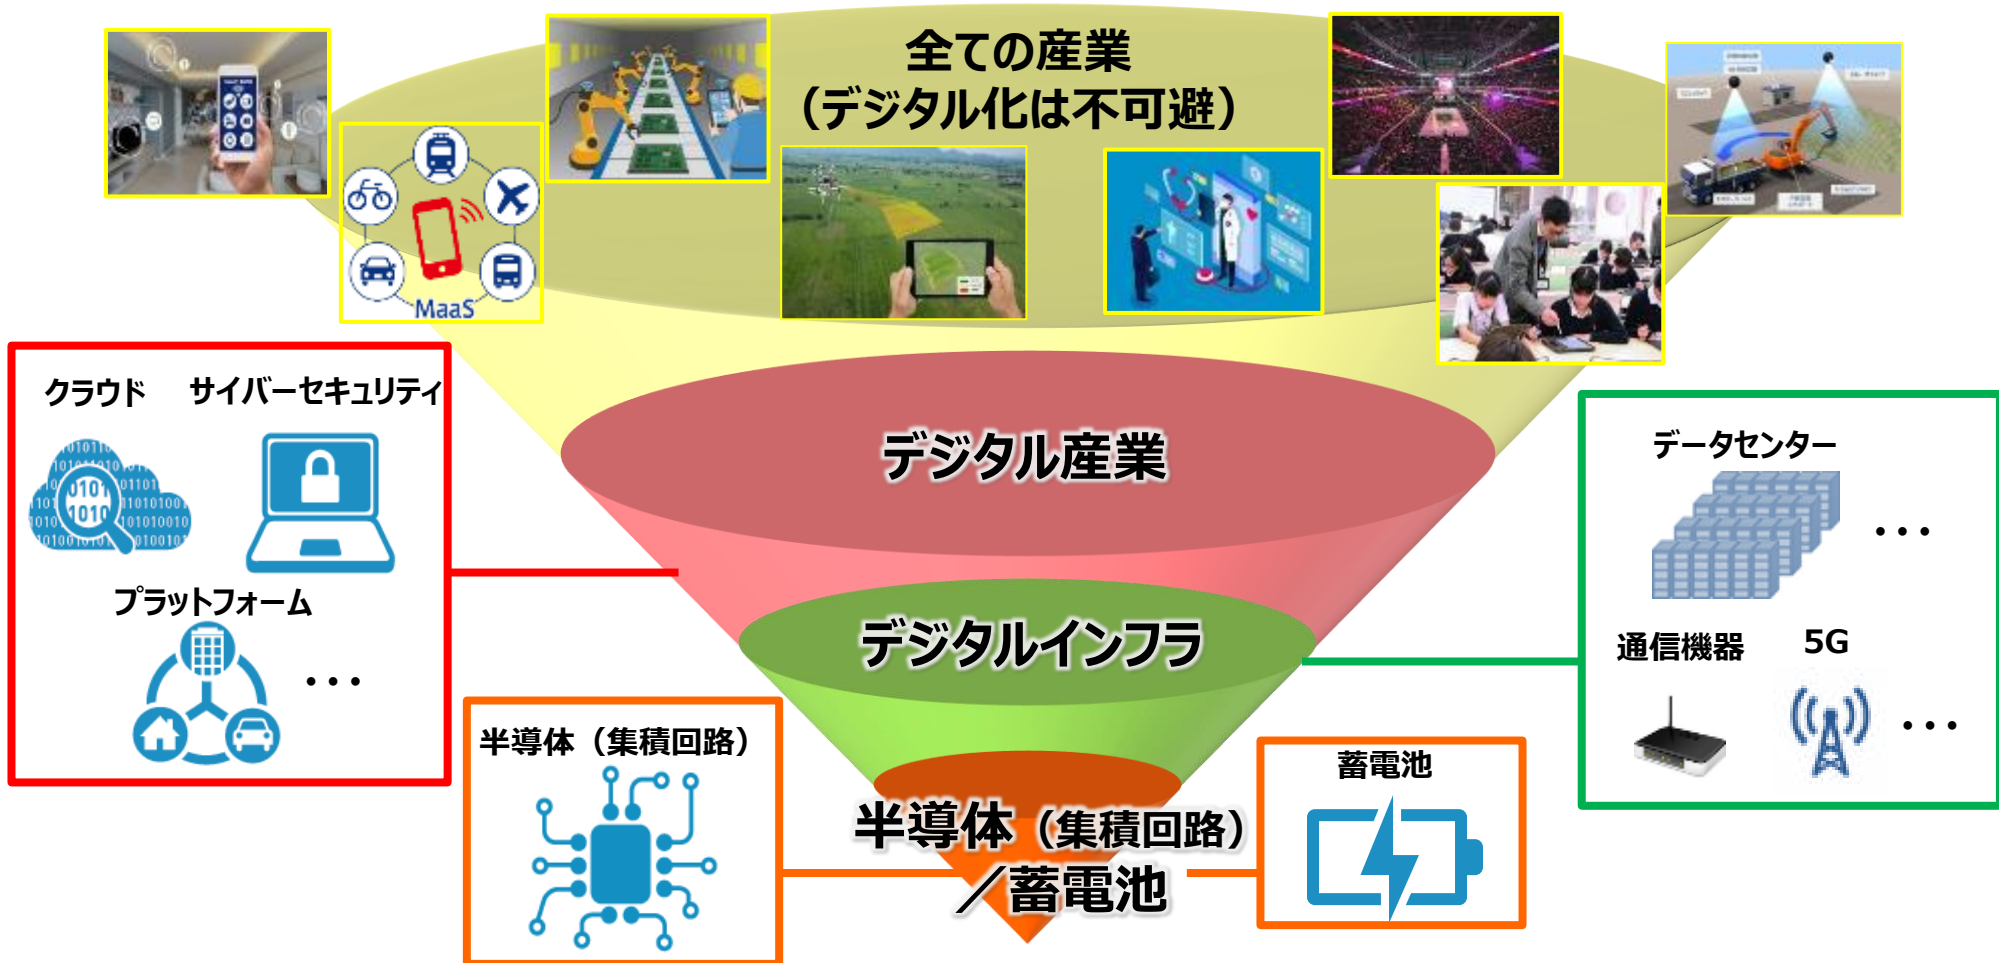 全ての産業
（デジタル化は不可避）
MaaS
デジタル産業
クラウド
サイバーセキュリティ
プラットフォーム
・・・
データセンター
・・・
通信機器
5G
・・・
デジタルインフラ
半導体（集積回路）
半導体（集積回路）
／蓄電池
蓄電池